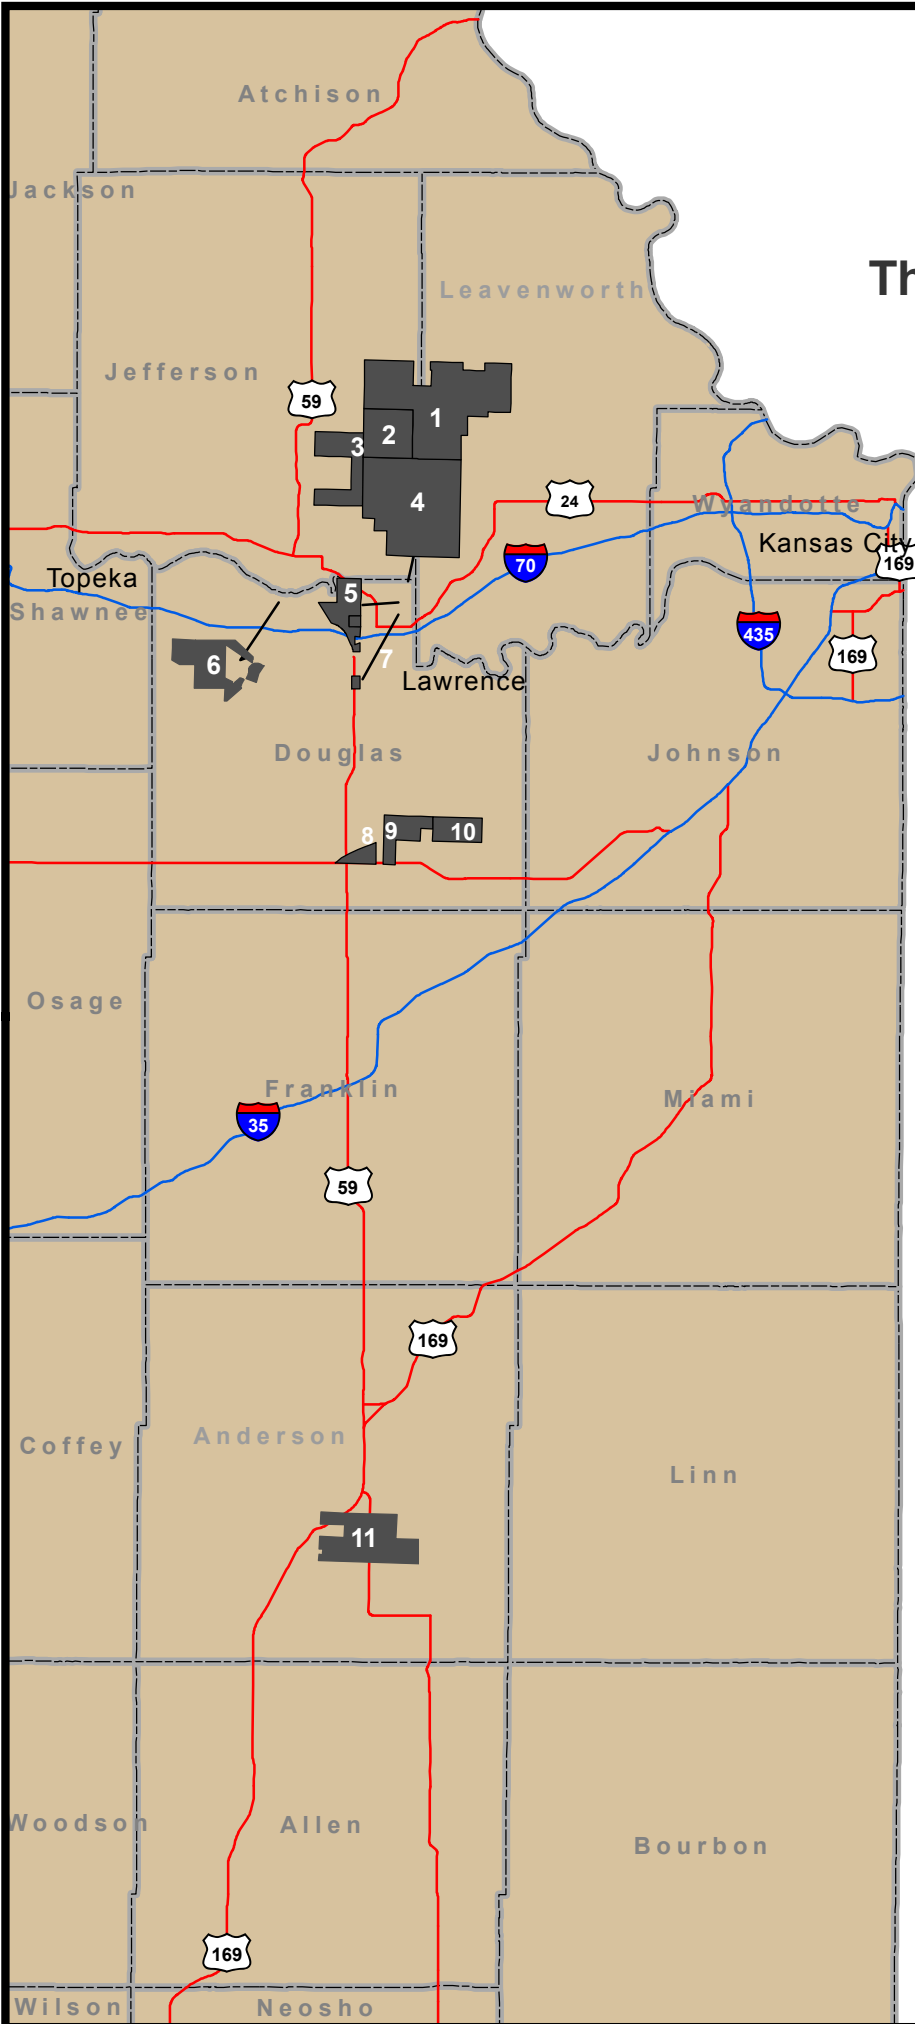 Atchison
Jackson
Th
Leavenworth
Jefferson
59
1
2
3
4
24
Wyandotte
Kansas City
70
169
Topeka
5
Shawnee
435
169
6
7
Lawrence
Douglas
Johnson
8
9
10
Osage
Franklin
Miami
35
59
169
Anderson
Coffey
Linn
11
Woodson
Allen
Bourbon
169
Wilson
Neosho